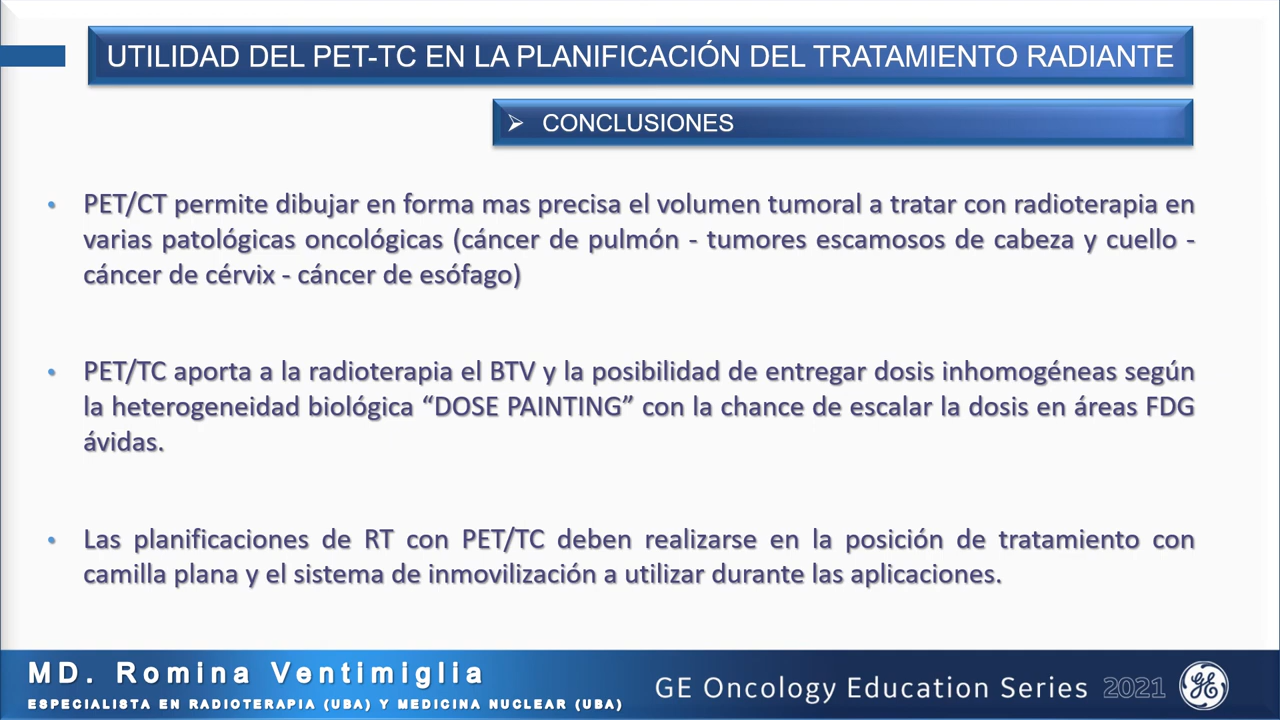 UTILIDAD DEL PET-TC EN LA PLANIFICACIÓN DEL TRATAMIENTO RADIANTE
➢ CONCLUSIONES
• PET/CT permite dibujar en forma mas precisa el volumen tumoral a tratar con radioterapia en
varias patológicas oncológicas (cáncer de pulmón - tumores escamosos de cabeza y cuello -
cáncer de cérvix - cáncer de esófago)
• PET/TC aporta a la radioterapia el BTV y la posibilidad de entregar dosis inhomogéneas según
la heterogeneidad biológica “DOSE PAINTING” con la chance de escalar la dosis en áreas FDG
ávidas.
• Las planificaciones de RT con PET/TC deben realizarse en la posición de tratamiento con
camilla plana y el sistema de inmovilización a utilizar durante las aplicaciones.
MD. Romina Ventimiglia
ESPECIALISTA EN RADIOTERAPIA (UBA) Y MEDICINA NUCLEAR (UBA)
GE Oncology Education Series 2021
GE